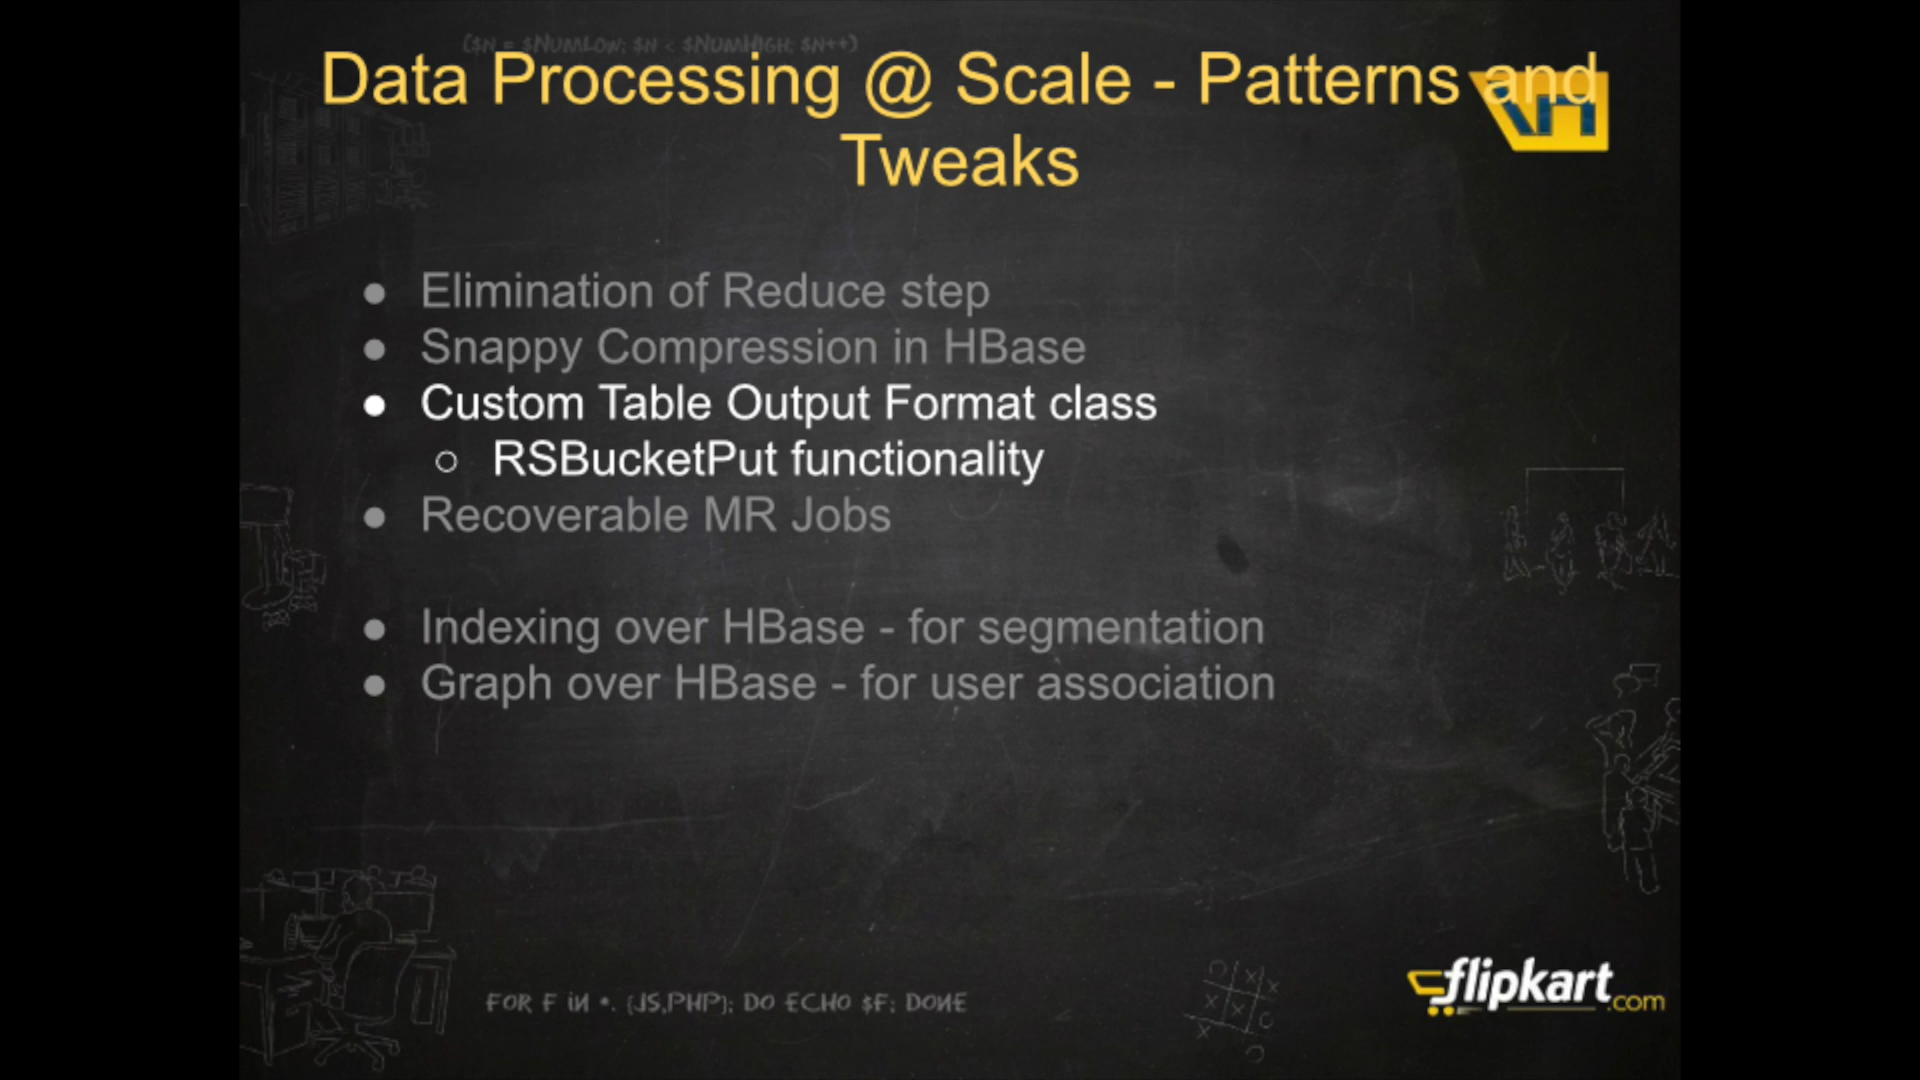 ($N = $NUMLOW; $N < $NUMHIGH; $N++)
Data Processing @ Scale - Patterns and
Tweaks
● Elimination of Reduce step
● Snappy Compression in HBase
● Custom Table Output Format class
○ RSBucketPut functionality
● Recoverable MR Jobs
● Indexing over HBase - for segmentation
● Graph over HBase - for user association
FOR F IN *. {JS,PHP}; DO ECHO $F; DONE
flipkart.com